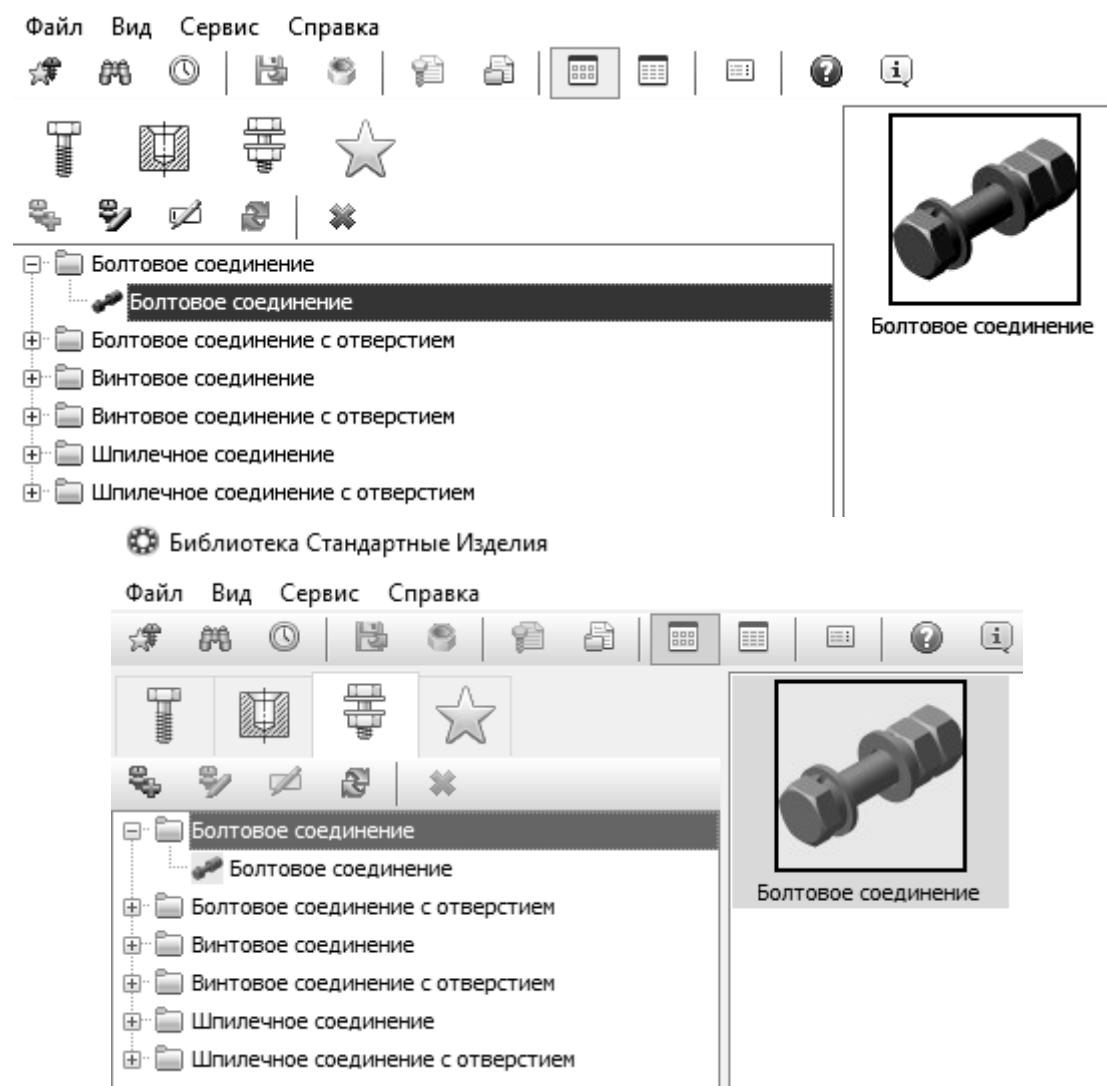 Файл Вид Сервис Справка
Болтовое соединение
Болтовое соединение
Болтовое соединение с отверстием
Винтовое соединение
Винтовое соединение с отверстием
Шпилечное соединение
Шпилечное соединение с отверстием
Болтовое соединение
Библиотека Стандартные Изделия
Файл Вид Сервис Справка
Болтовое соединение
Болтовое соединение
Болтовое соединение с отверстием
Винтовое соединение
Винтовое соединение с отверстием
Шпилечное соединение
Шпилечное соединение с отверстием
Болтовое соединение